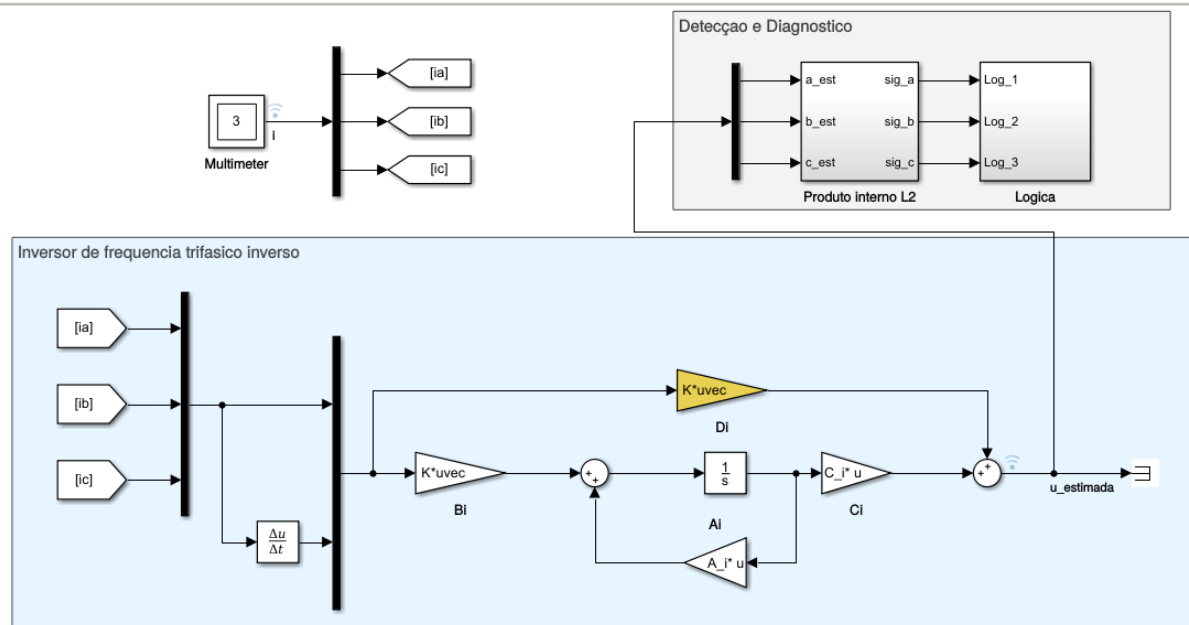 Detecçao e Diagnostico
3
i
Multimeter
[ia]
[ib]
[ic]
a_est
b_est
c_est
sig_a
sig_b
sig_c
Produto interno L2
Log_1
Log_2
Log_3
Logica
Inversor de frequencia trifasico inverso
[ia]
[ib]
[ic]
Δu
Δt
K*uvec
Di
K*uvec
Bi
+
+
1
s
Ai
A_i* u
C_i* u
Ci
+
+
u_estimada